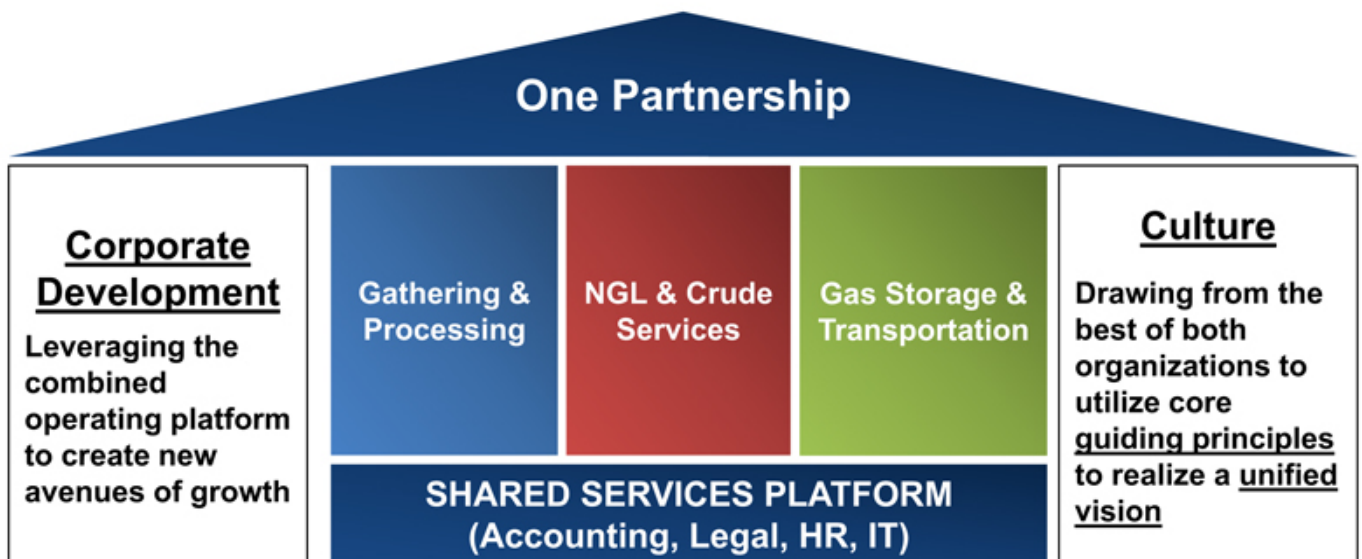 One Partnership
Corporate
Development
Leveraging the
combined
operating platform
to create new
avenues of growth
Gathering &
Processing
NGL & Crude
Services
Gas Storage &
Transportation
Culture
Drawing from the
best of both
organizations to
utilize core
guiding principles
to realize a unified
vision
SHARED SERVICES PLATFORM
(Accounting, Legal, HR, IT)